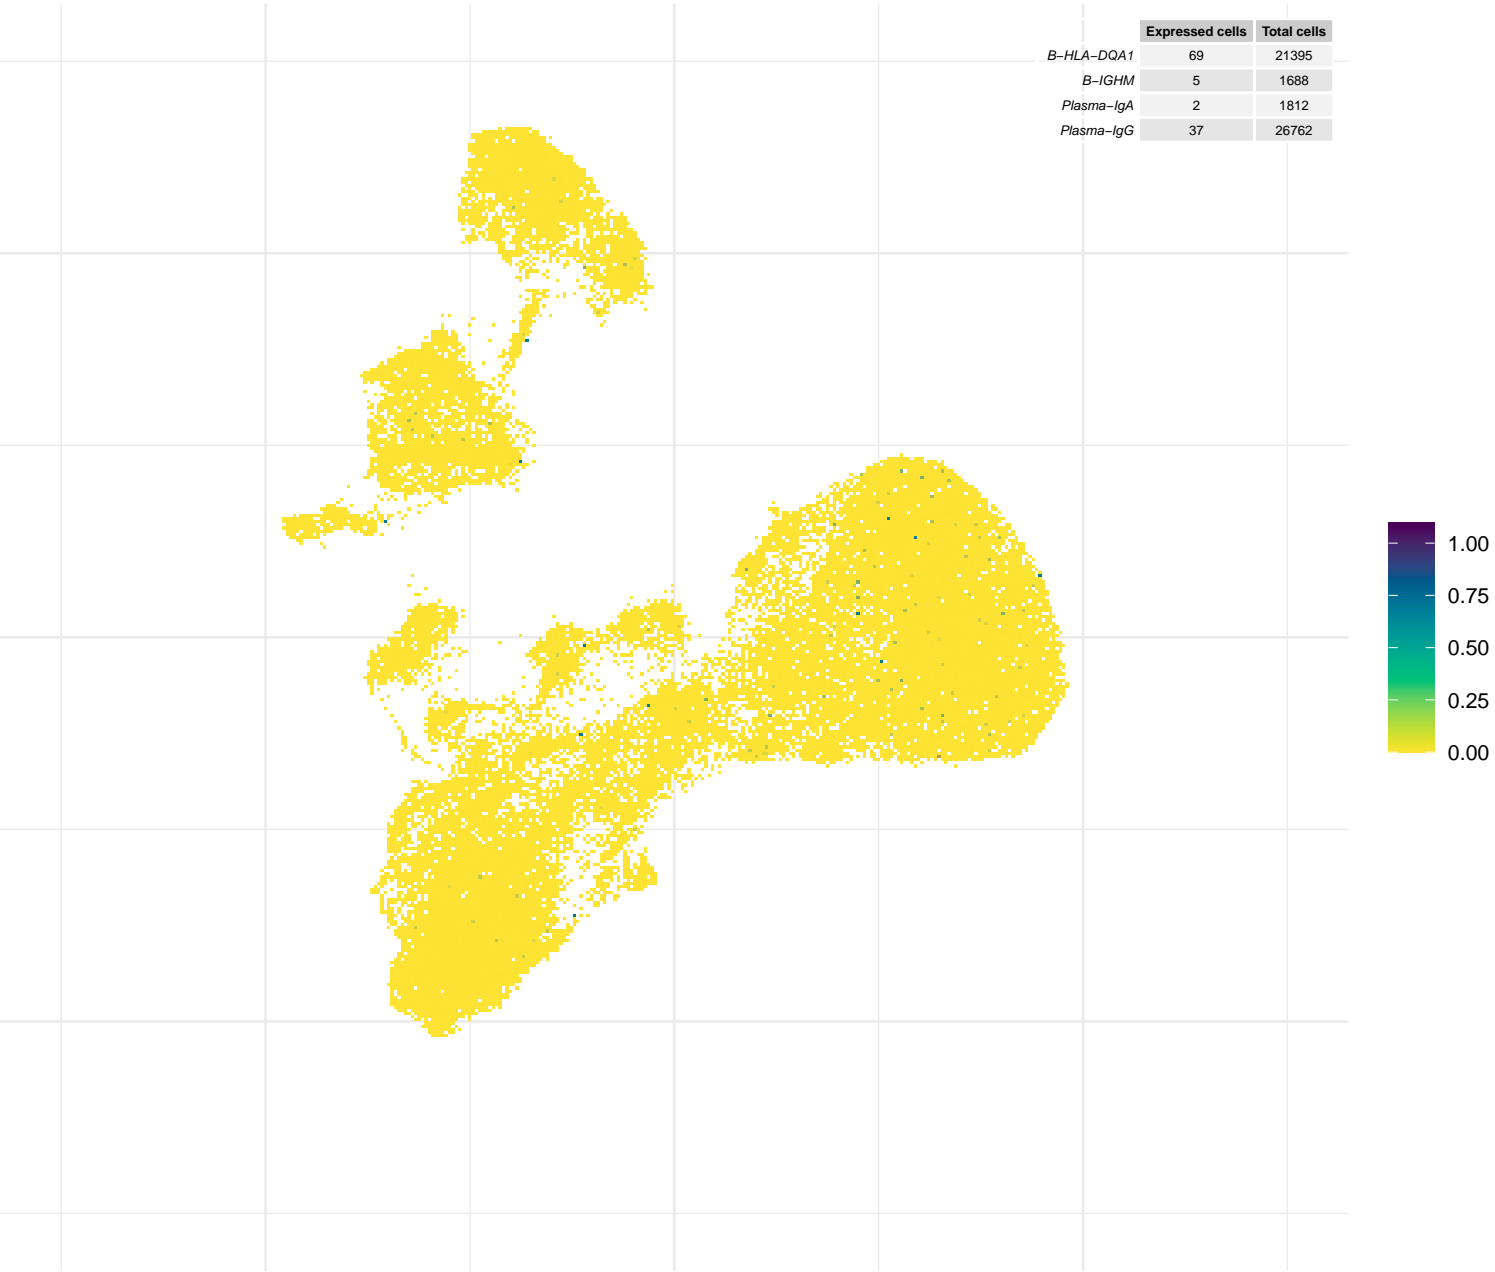 Expressed cells Total cells
B−HLA−DQA1 69 21395
B−IGHM 5 1688
Plasma−IgA 2 1812
Plasma−IgG 37 26762
1.00
0.75
0.50
0.25
0.00